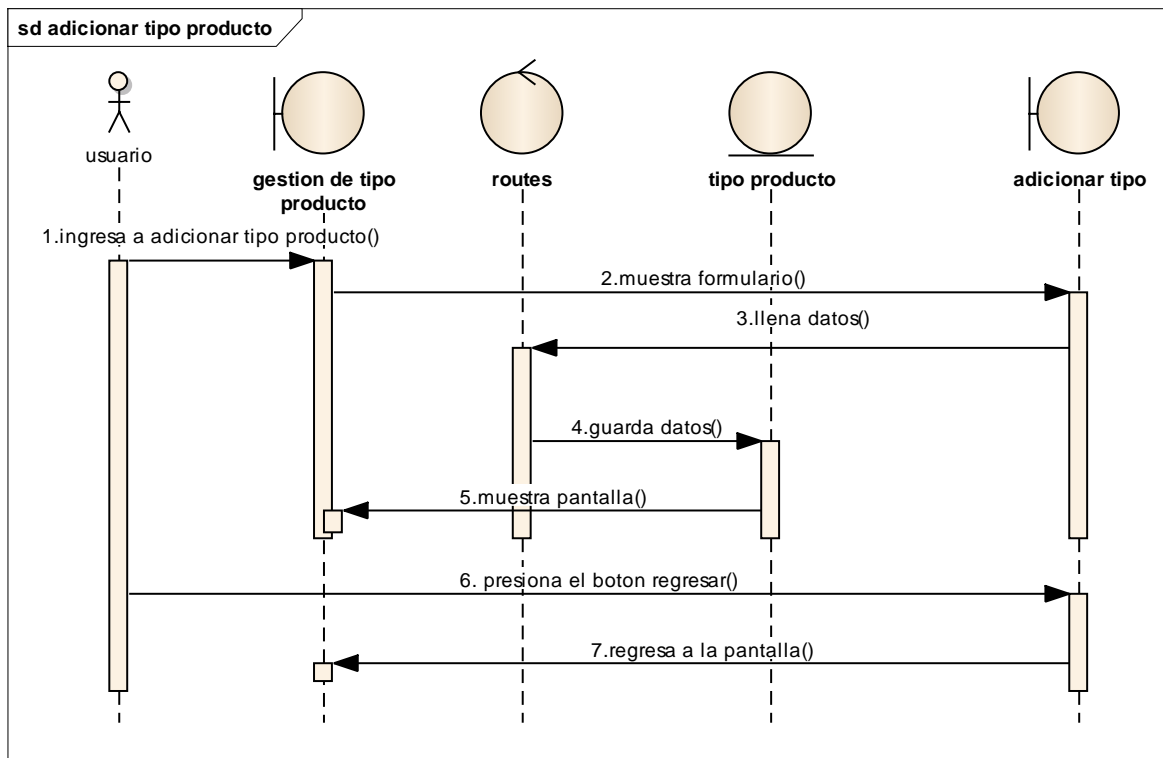 sd adicionar tipo producto
usuario
gestion de tipo
producto
routes
tipo producto
adicionar tipo
1.ingresa a adicionar tipo producto()
2.muestra formulario()
3.llena datos()
4.guarda datos()
5.muestra pantalla()
6. presiona el boton regresar()
7.regresa a la pantalla()